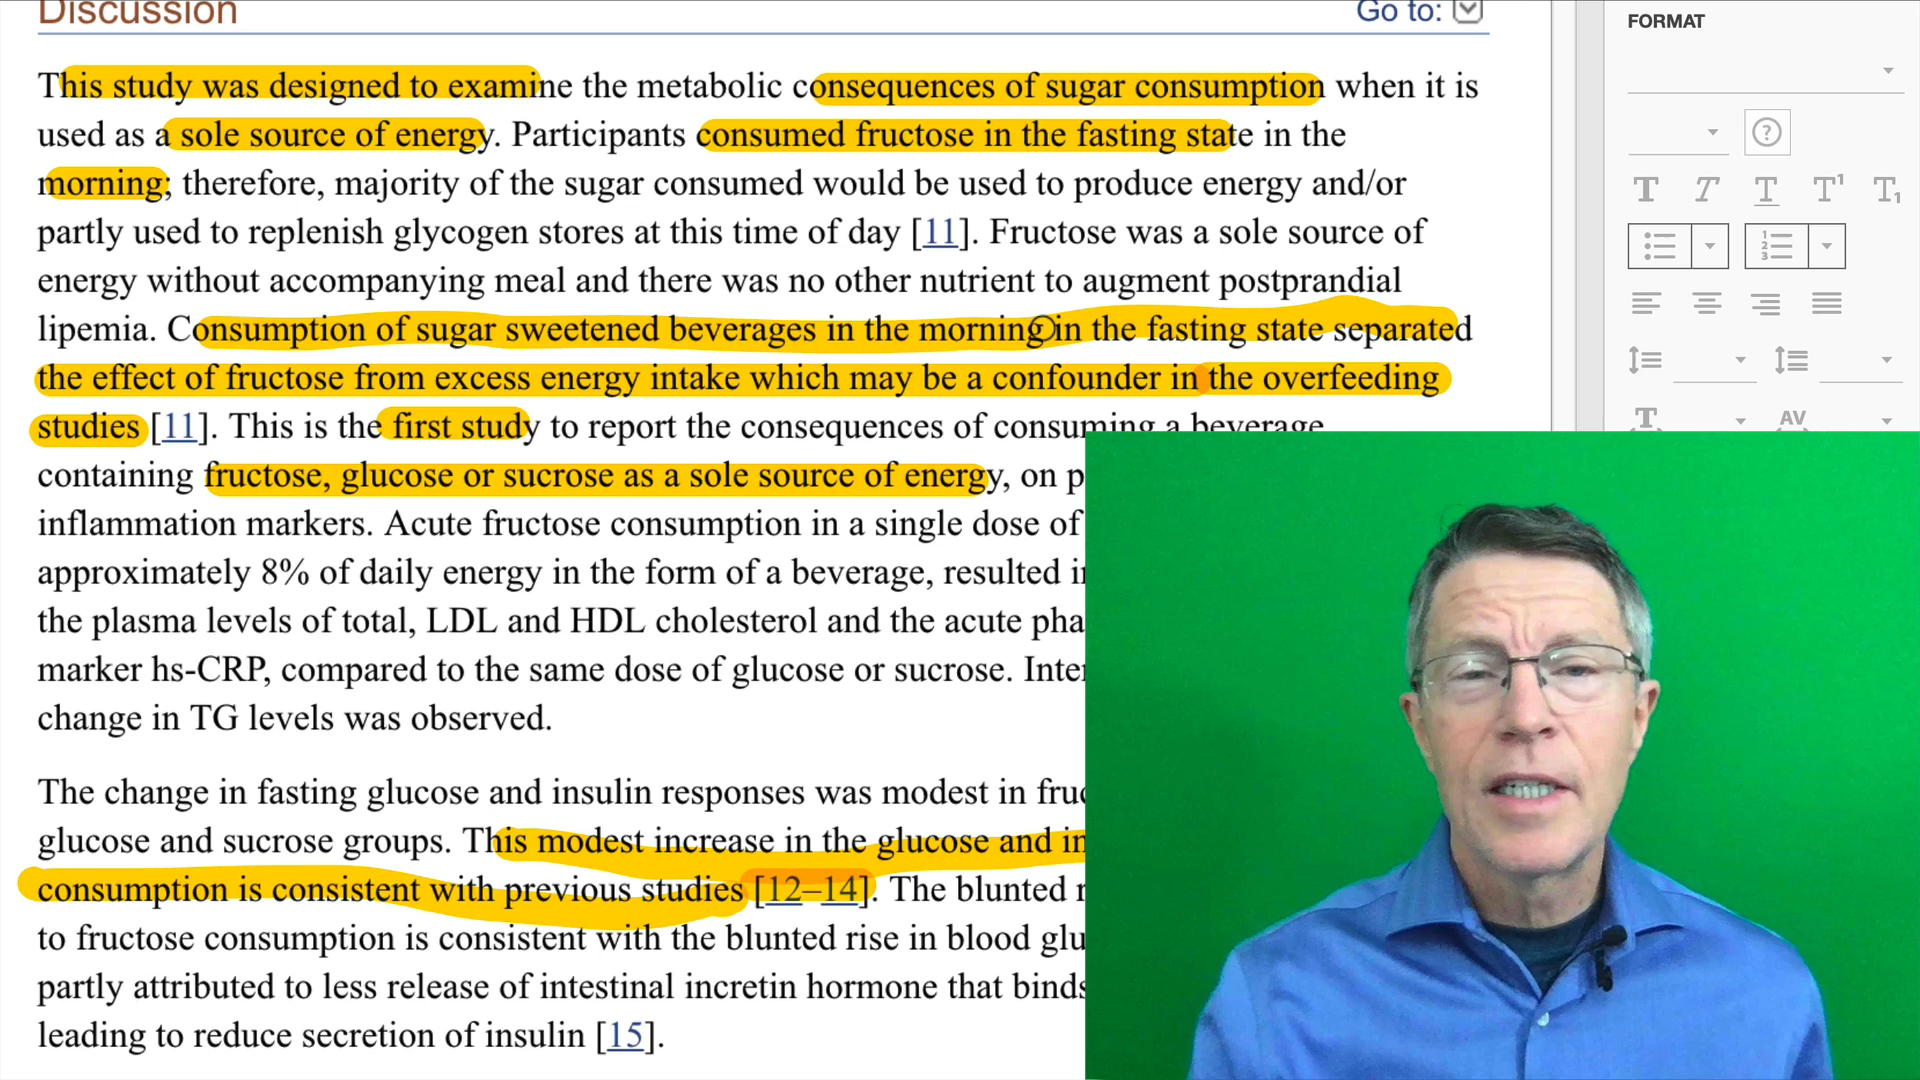 Discussion
Go to:
This study was designed to examine the metabolic consequences of sugar consumption when it is
used as a sole source of energy. Participants consumed fructose in the fasting state in the
morning; therefore, majority of the sugar consumed would be used to produce energy and/or
partly used to replenish glycogen stores at this time of day [11]. Fructose was a sole source of
energy without accompanying meal and there was no other nutrient to augment postprandial
lipemia. Consumption of sugar sweetened beverages in the morning in the fasting state separated
the effect of fructose from excess energy intake which may be a confounder in the overfeeding
studies [11]. This is the first study to report the consequences of consuming a beverage
containing fructose, glucose or sucrose as a sole source of energy, on p
inflammation markers. Acute fructose consumption in a single dose of
approximately 8% of daily energy in the form of a beverage, resulted i
the plasma levels of total, LDL and HDL cholesterol and the acute pha
marker hs-CRP, compared to the same dose of glucose or sucrose. Inte
change in TG levels was observed.
The change in fasting glucose and insulin responses was modest in fru
glucose and sucrose groups. This modest increase in the glucose and in
consumption is consistent with previous studies [12–14]. The blunted
to fructose consumption is consistent with the blunted rise in blood glu
partly attributed to less release of intestinal incretin hormone that binds
leading to reduce secretion of insulin [15].
FORMAT
?
T T T T1 T1
1
2
3
T AV